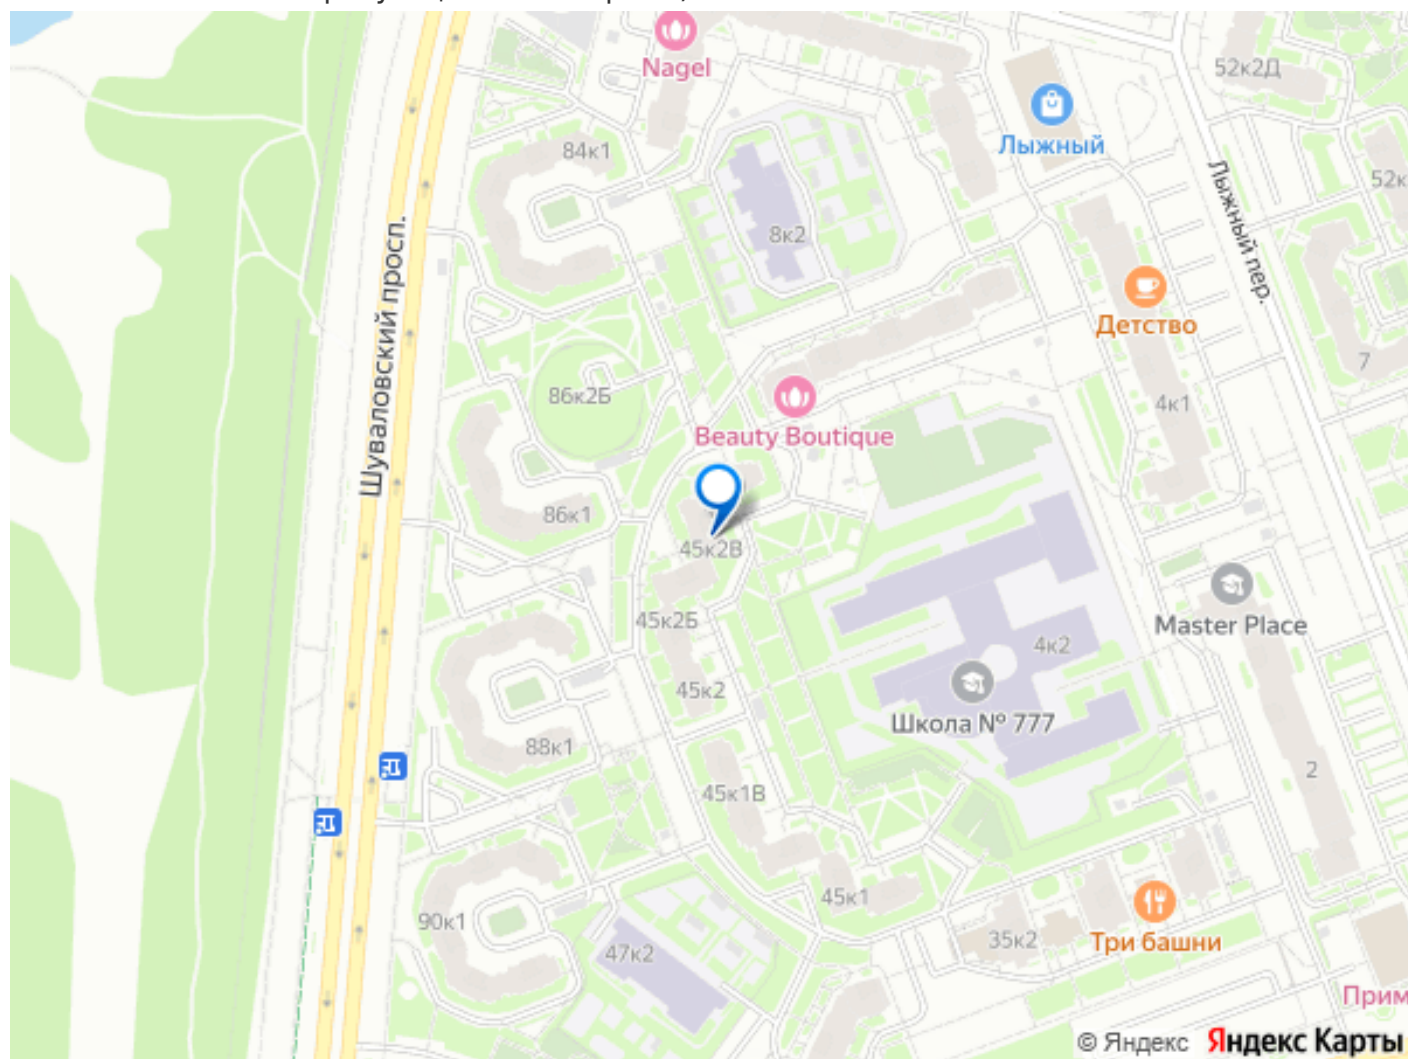 Nagel
52к2Д
Лыжный
84к1
52к
Лыжный пер.
8к2
Шуваловский просп.
Детство
7
86к2Б
4к1
Beauty Boutique
86к1
45к2В
45к2Б
Master Place
4к2
45к2
Школа № 777
88к1
2
45к1В
45к1
90к1
35к2
Три башни
47к2
Прим
© Яндекс Яндекс Карты